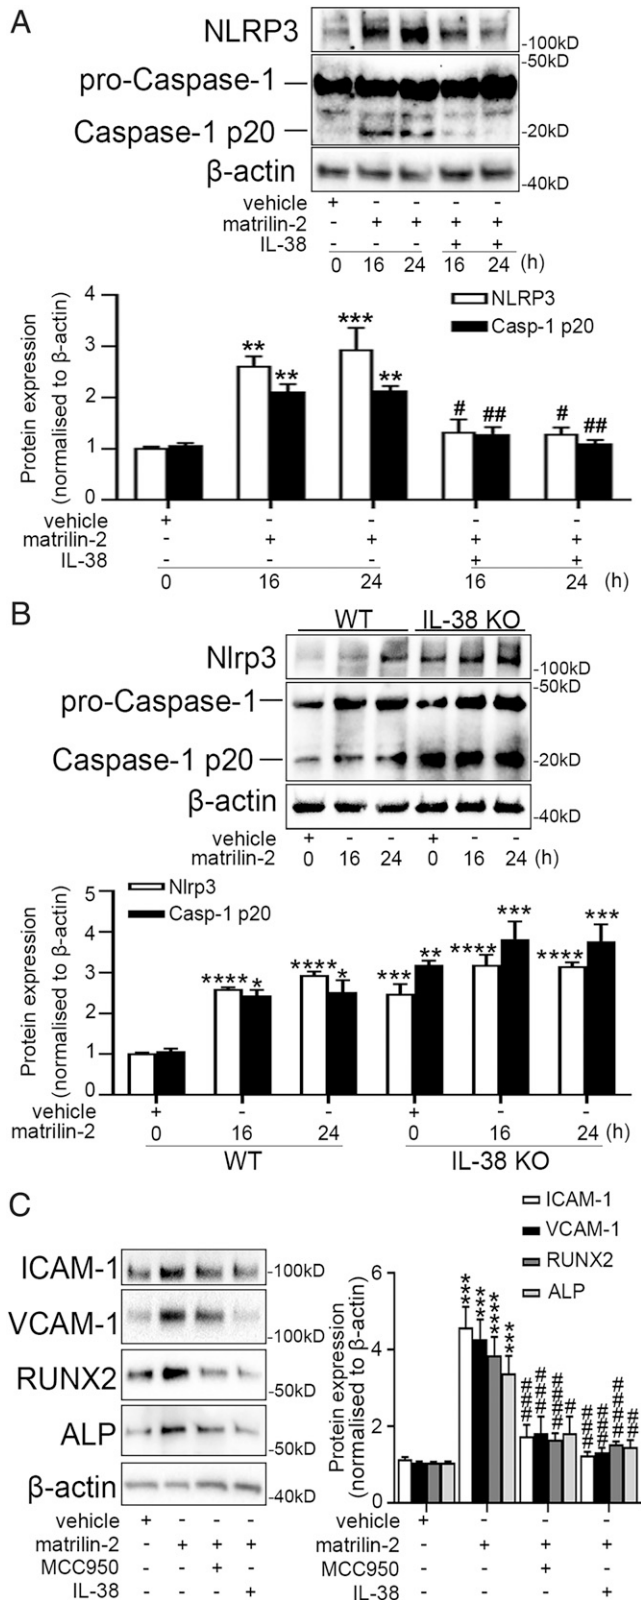 A
NLRP3
-100kD
-50kD
pro-Caspase-1
Caspase-1 p20
-20kD
β-actin
-40kD
vehicle + - - - -
matrilin-2 - + + + +
IL-38 - - - + +
0 16 24 16 24 (h)
NLRP3
Casp-1 p20
Protein expression
(normalised to β-actin)
4
3
2
1
0
** ** *** ** # ## # ##
vehicle + - - - -
matrilin-2 - + + + +
IL-38 - - - + +
0 16 24 16 24 (h)
B
WT IL-38 KO
Nlrp3
-100kD
-50kD
pro-Caspase-1
Caspase-1 p20
-20kD
β-actin
-40kD
vehicle + - - + - -
matrilin-2 0 16 24 0 16 24 (h)
Nlrp3
Casp-1 p20
Protein expression
(normalised to β-actin)
5
4
3
2
1
0
**** * **** * *** ** **** *** **** ***
vehicle + - - + - -
matrilin-2 0 16 24 0 16 24 (h)
WT IL-38 KO
C
ICAM-1
-100kD
VCAM-1
-100kD
RUNX2
-50kD
ALP
-50kD
β-actin
-40kD
vehicle + - - -
matrilin-2 - + + +
MCC950 - - + -
IL-38 - - - +
ICAM-1
VCAM-1
RUNX2
ALP
Protein expression
(normalised to β-actin)
6
4
2
0
vehicle + - - -
matrilin-2 - + + +
MCC950 - - + -
IL-38 - - - +